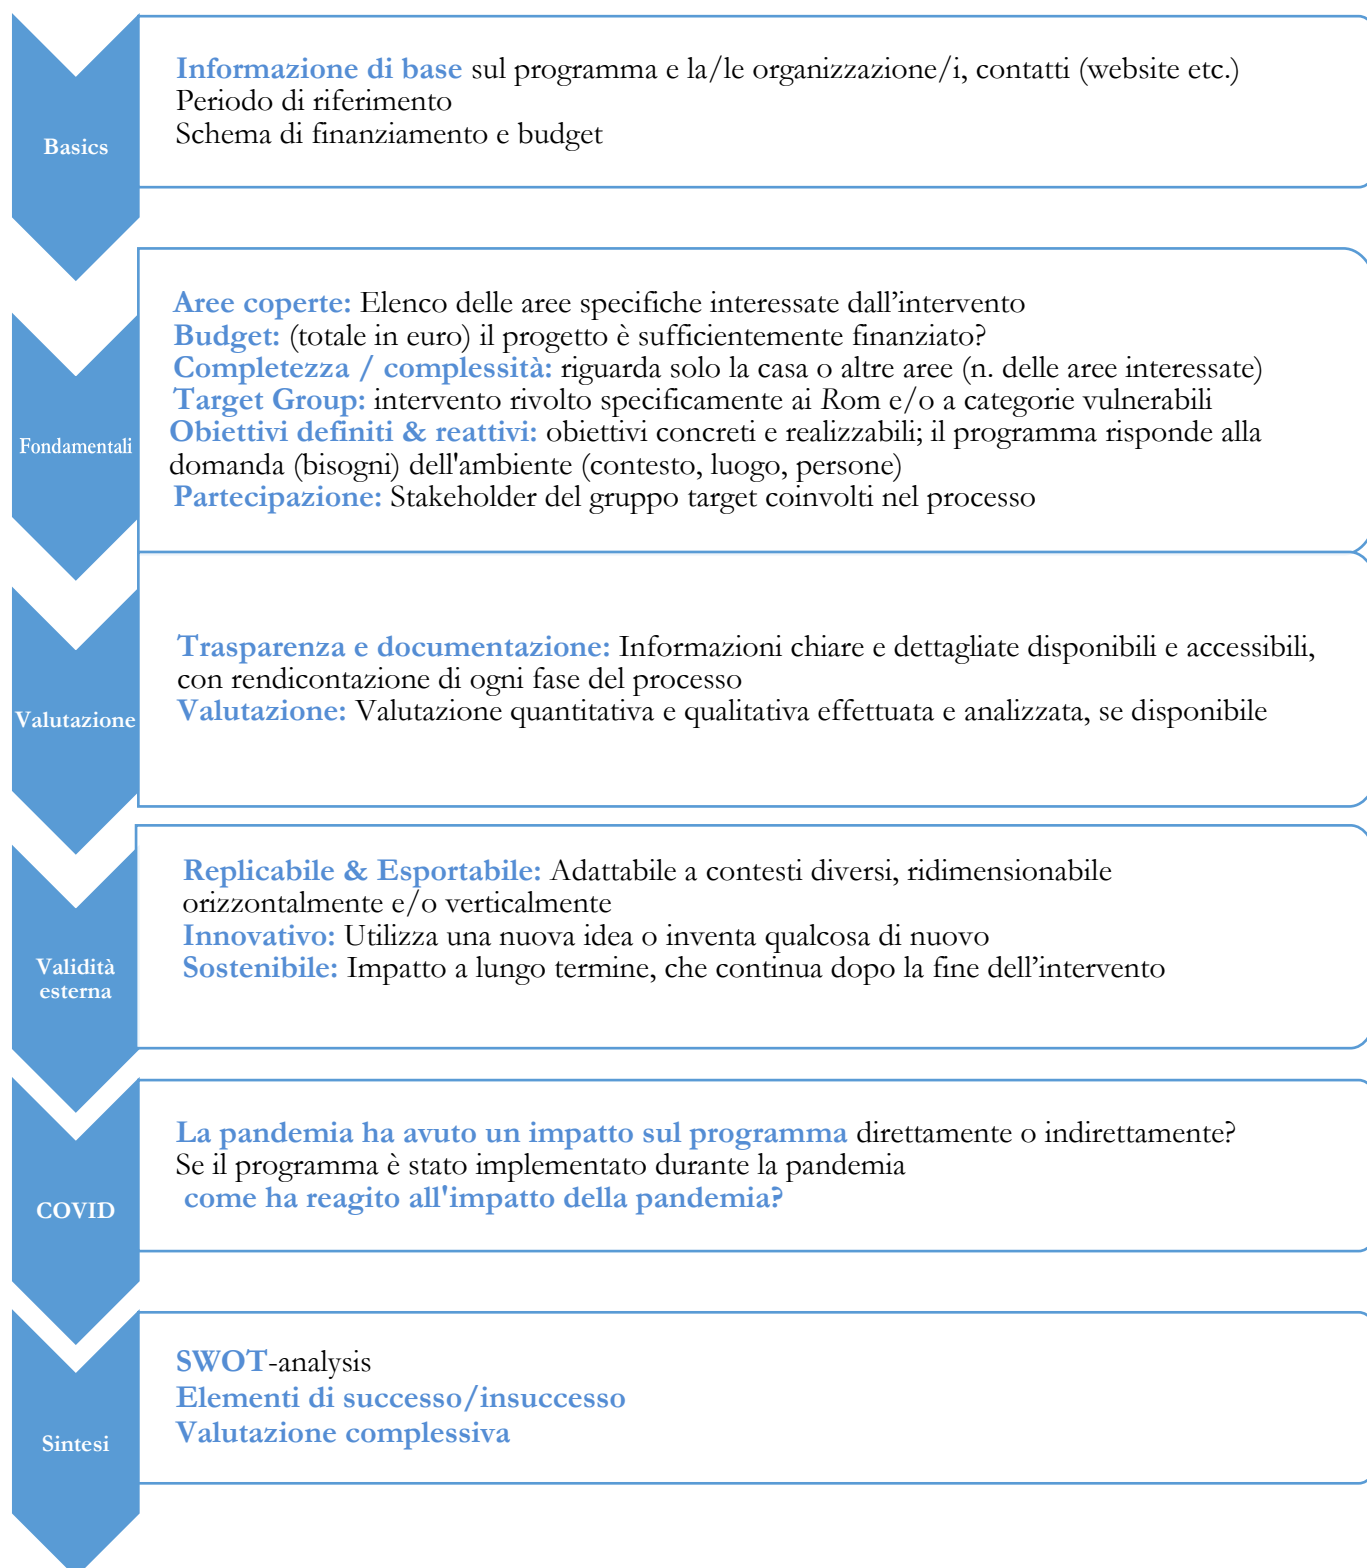 Basics
Informazione di base sul programma e la/le organizzazione/i, contatti (website etc.)
Periodo di riferimento
Schema di finanziamento e budget
Fondamentali
Aree coperte: Elenco delle aree specifiche interessate dall’intervento
Budget: (totale in euro) il progetto è sufficientemente finanziato?
Completezza / complessità: riguarda solo la casa o altre aree (n. delle aree interessate)
Target Group: intervento rivolto specificamente ai Rom e/o a categorie vulnerabili
Obiettivi definiti & reattivi: obiettivi concreti e realizzabili; il programma risponde alla
domanda (bisogni) dell'ambiente (contesto, luogo, persone)
Partecipazione: Stakeholder del gruppo target coinvolti nel processo
Valutazione
Trasparenza e documentazione: Informazioni chiare e dettagliate disponibili e accessibili,
con rendicontazione di ogni fase del processo
Valutazione: Valutazione quantitativa e qualitativa effettuata e analizzata, se disponibile
Validità
esterna
Replicabile & Esportabile: Adattabile a contesti diversi, ridimensionabile
orizzontalmente e/o verticalmente
Innovativo: Utilizza una nuova idea o inventa qualcosa di nuovo
Sostenibile: Impatto a lungo termine, che continua dopo la fine dell’intervento
COVID
La pandemia ha avuto un impatto sul programma direttamente o indirettamente?
Se il programma è stato implementato durante la pandemia
come ha reagito all'impatto della pandemia?
Sintesi
SWOT-analysis
Elementi di successo/insuccesso
Valutazione complessiva